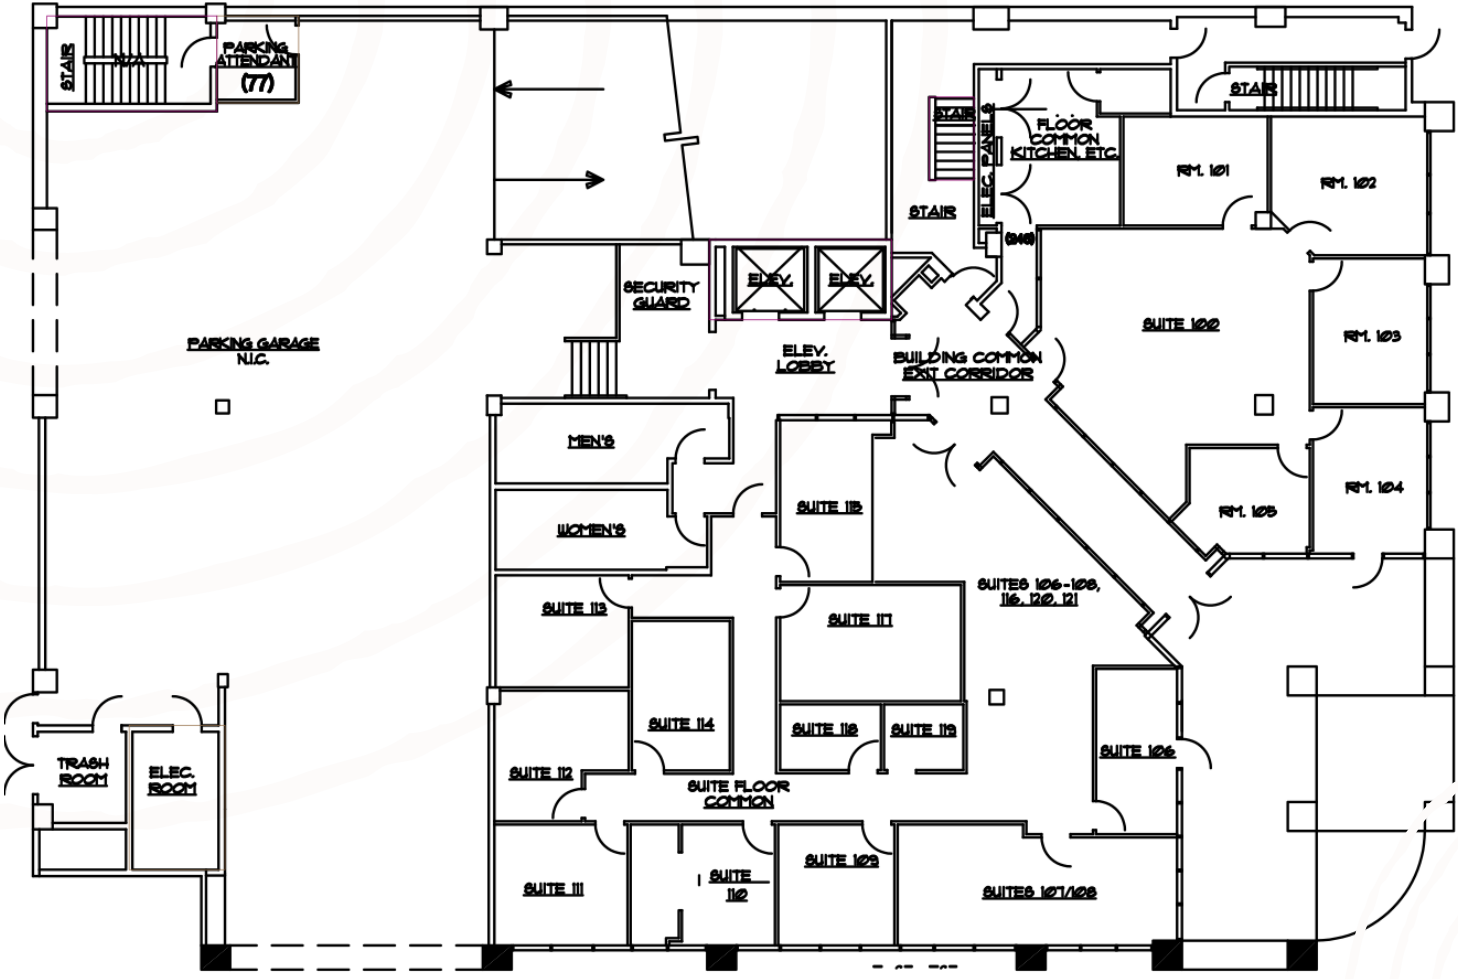 STAIR
N/A
PARKING
ATTENDANT
(77)
STAIR
STAIR
ELEC. PANELS
FLOOR
COMMON
KITCHEN, ETC.
RM. 101
RM. 102
STAIR
(246)
SECURITY
GUARD
ELEV.
ELEV.
SUITE 100
RM. 103
PARKING GARAGE
N.I.C.
ELEV.
LOBBY
BUILDING COMMON
EXIT CORRIDOR
MEN'S
WOMEN'S
SUITE 115
RM. 104
RM. 105
SUITE 113
SUITE 117
SUITES 106-108,
116, 120, 121
SUITE 114
SUITE 118
SUITE 119
SUITE 106
TRASH
ROOM
ELEC.
ROOM
SUITE 112
SUITE FLOOR
COMMON
SUITE 111
SUITE
110
SUITE 109
SUITES 107/108